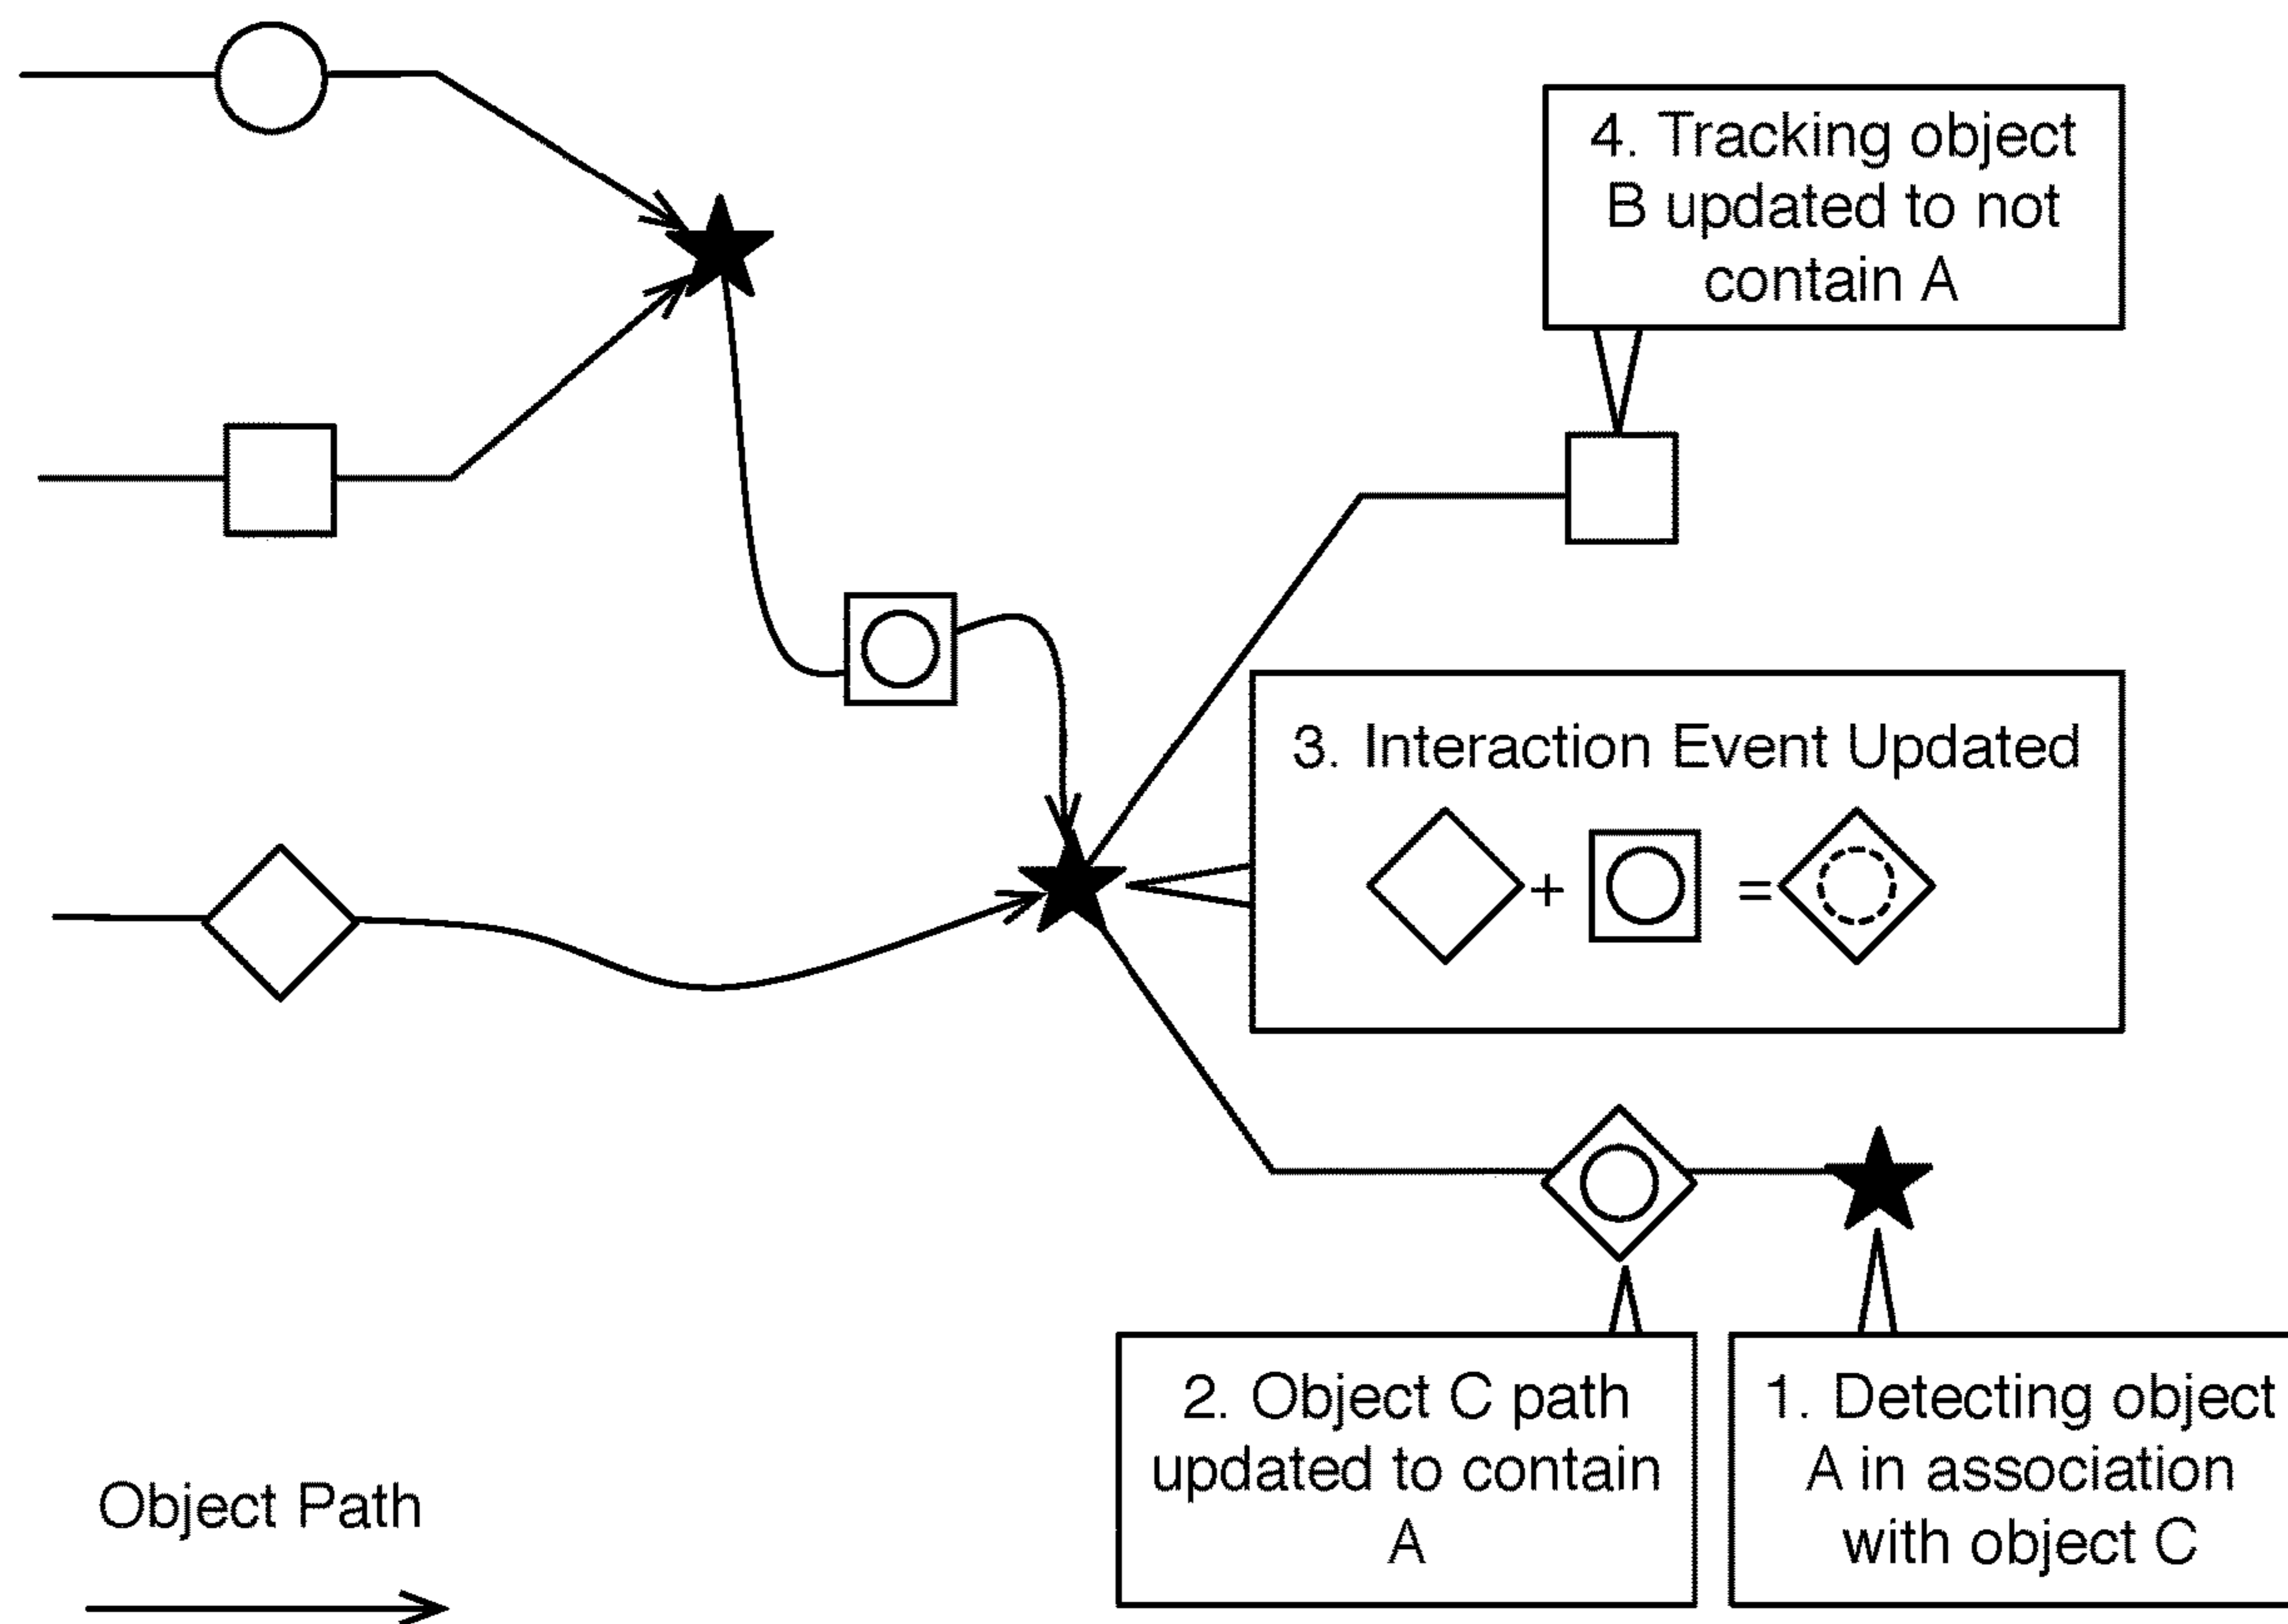 4. Tracking object
B updated to not
contain A
3. Interaction Event Updated
+ =
2. Object C path
updated to contain
A
1. Detecting object
A in association
with object C
Object Path